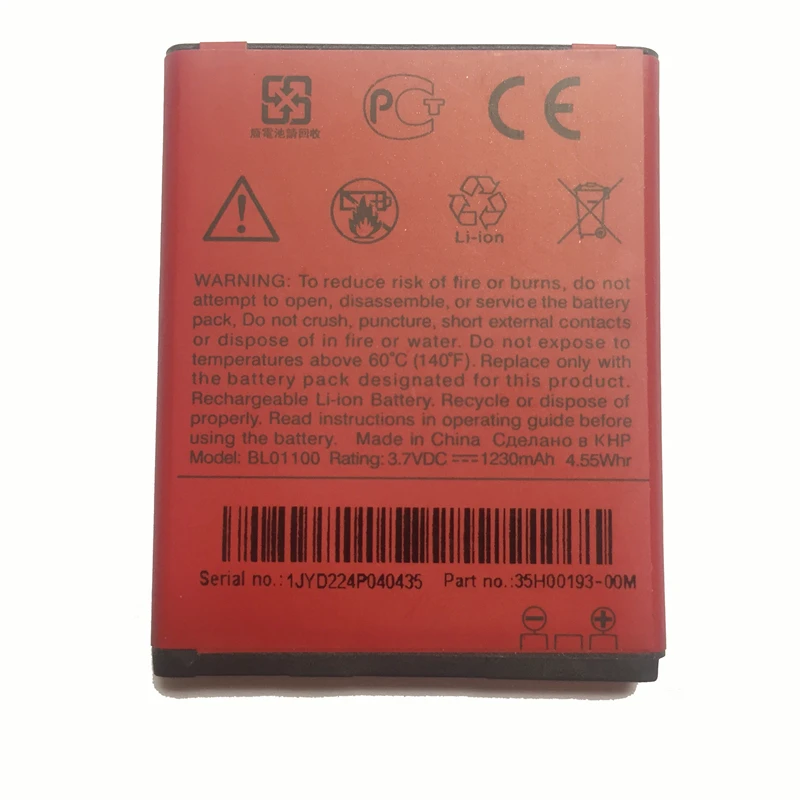 廢電池請回收
PCT
CE
Li-ion
WARNING: To reduce risk of fire or burns, do not
attempt to open, disassemble, or service the battery
pack, Do not crush, puncture, short external contacts
or dispose of in fire or water. Do not expose to
temperatures above 60°C (140°F). Replace only with
the battery pack designated for this product.
Rechargeable Li-ion Battery. Recycle or dispose of
properly. Read instructions in operating guide before
using the battery. Made in China Сделано в КНР
Model: BL01100 Rating: 3.7VDC ⎓ 1230mAh 4.55Whr
Serial no.:1JYD224P040435 Part no.:35H00193-00M
− +